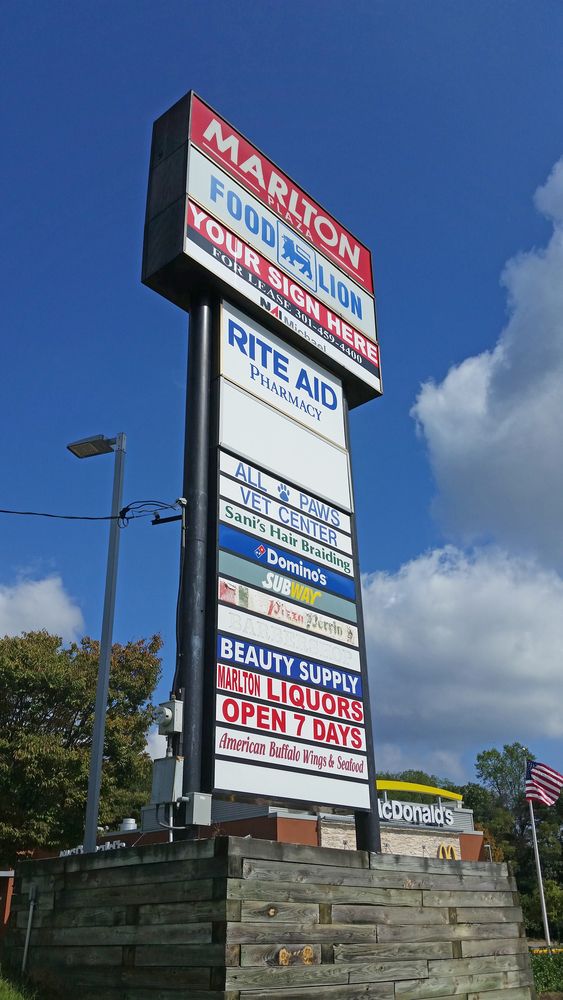 MARLTON
PLAZA
FOOD LION
YOUR SIGN HERE
FOR LEASE 301-459-4400
NAI Michael
RITE AID
PHARMACY
ALL PAWS
VET CENTER
Sani's Hair Braiding
Domino's
SUBWAY
Pizza Perrin
BARBERSHOP
BEAUTY SUPPLY
MARLTON LIQUORS
OPEN 7 DAYS
American Buffalo Wings & Seafood
McDonald's